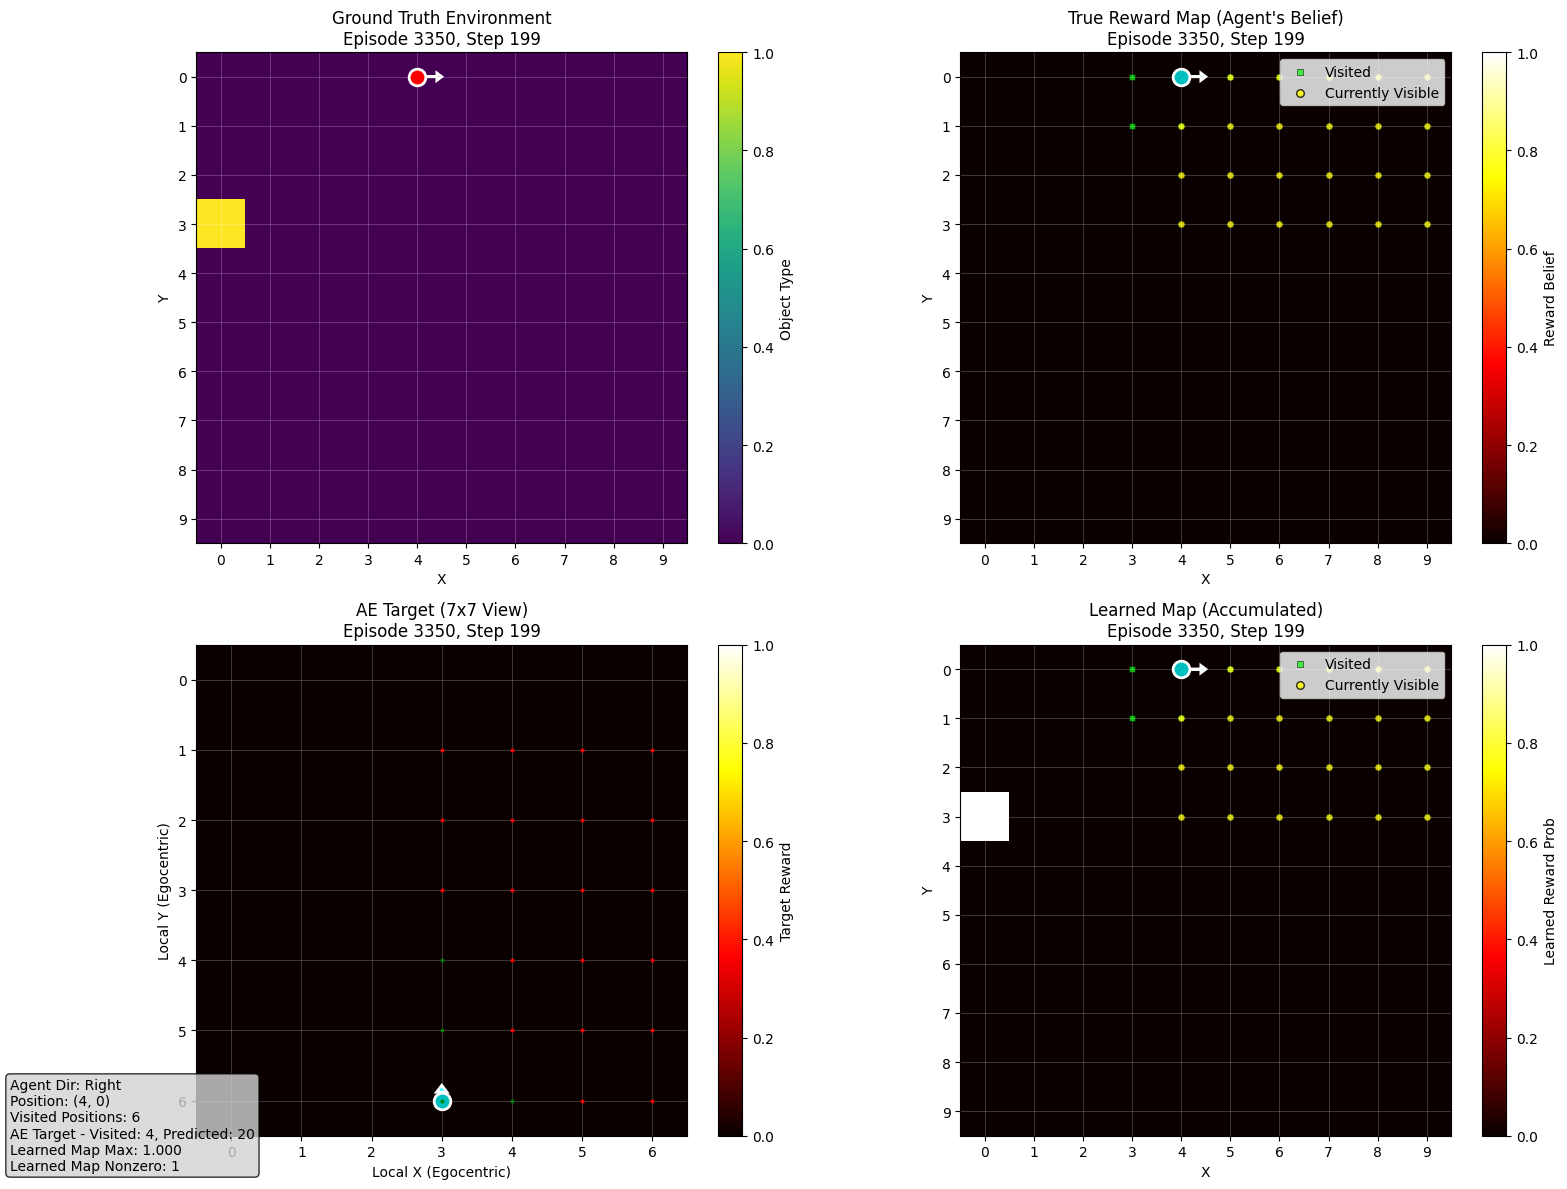 Ground Truth Environment
Episode 3350, Step 199
0
1
2
3
4
5
6
7
8
9
Y
0 1 2 3 4 5 6 7 8 9
X
1.0
0.8
0.6
0.4
0.2
0.0
Object Type
True Reward Map (Agent's Belief)
Episode 3350, Step 199
Visited
Currently Visible
0
1
2
3
4
5
6
7
8
9
Y
0 1 2 3 4 5 6 7 8 9
X
1.0
0.8
0.6
0.4
0.2
0.0
Reward Belief
AE Target (7x7 View)
Episode 3350, Step 199
0
1
2
3
4
5
6
Local Y (Egocentric)
0 1 2 3 4 5 6
Local X (Egocentric)
1.0
0.8
0.6
0.4
0.2
0.0
Target Reward
Learned Map (Accumulated)
Episode 3350, Step 199
Visited
Currently Visible
0
1
2
3
4
5
6
7
8
9
Y
0 1 2 3 4 5 6 7 8 9
X
1.0
0.8
0.6
0.4
0.2
0.0
Learned Reward Prob
Agent Dir: Right
Position: (4, 0)
Visited Positions: 6
AE Target - Visited: 4, Predicted: 20
Learned Map Max: 1.000
Learned Map Nonzero: 1